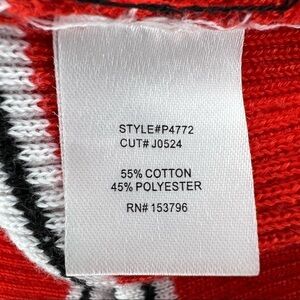 STYLE#P4772
CUT# J0524
55% COTTON
45% POLYESTER
RN# 153796